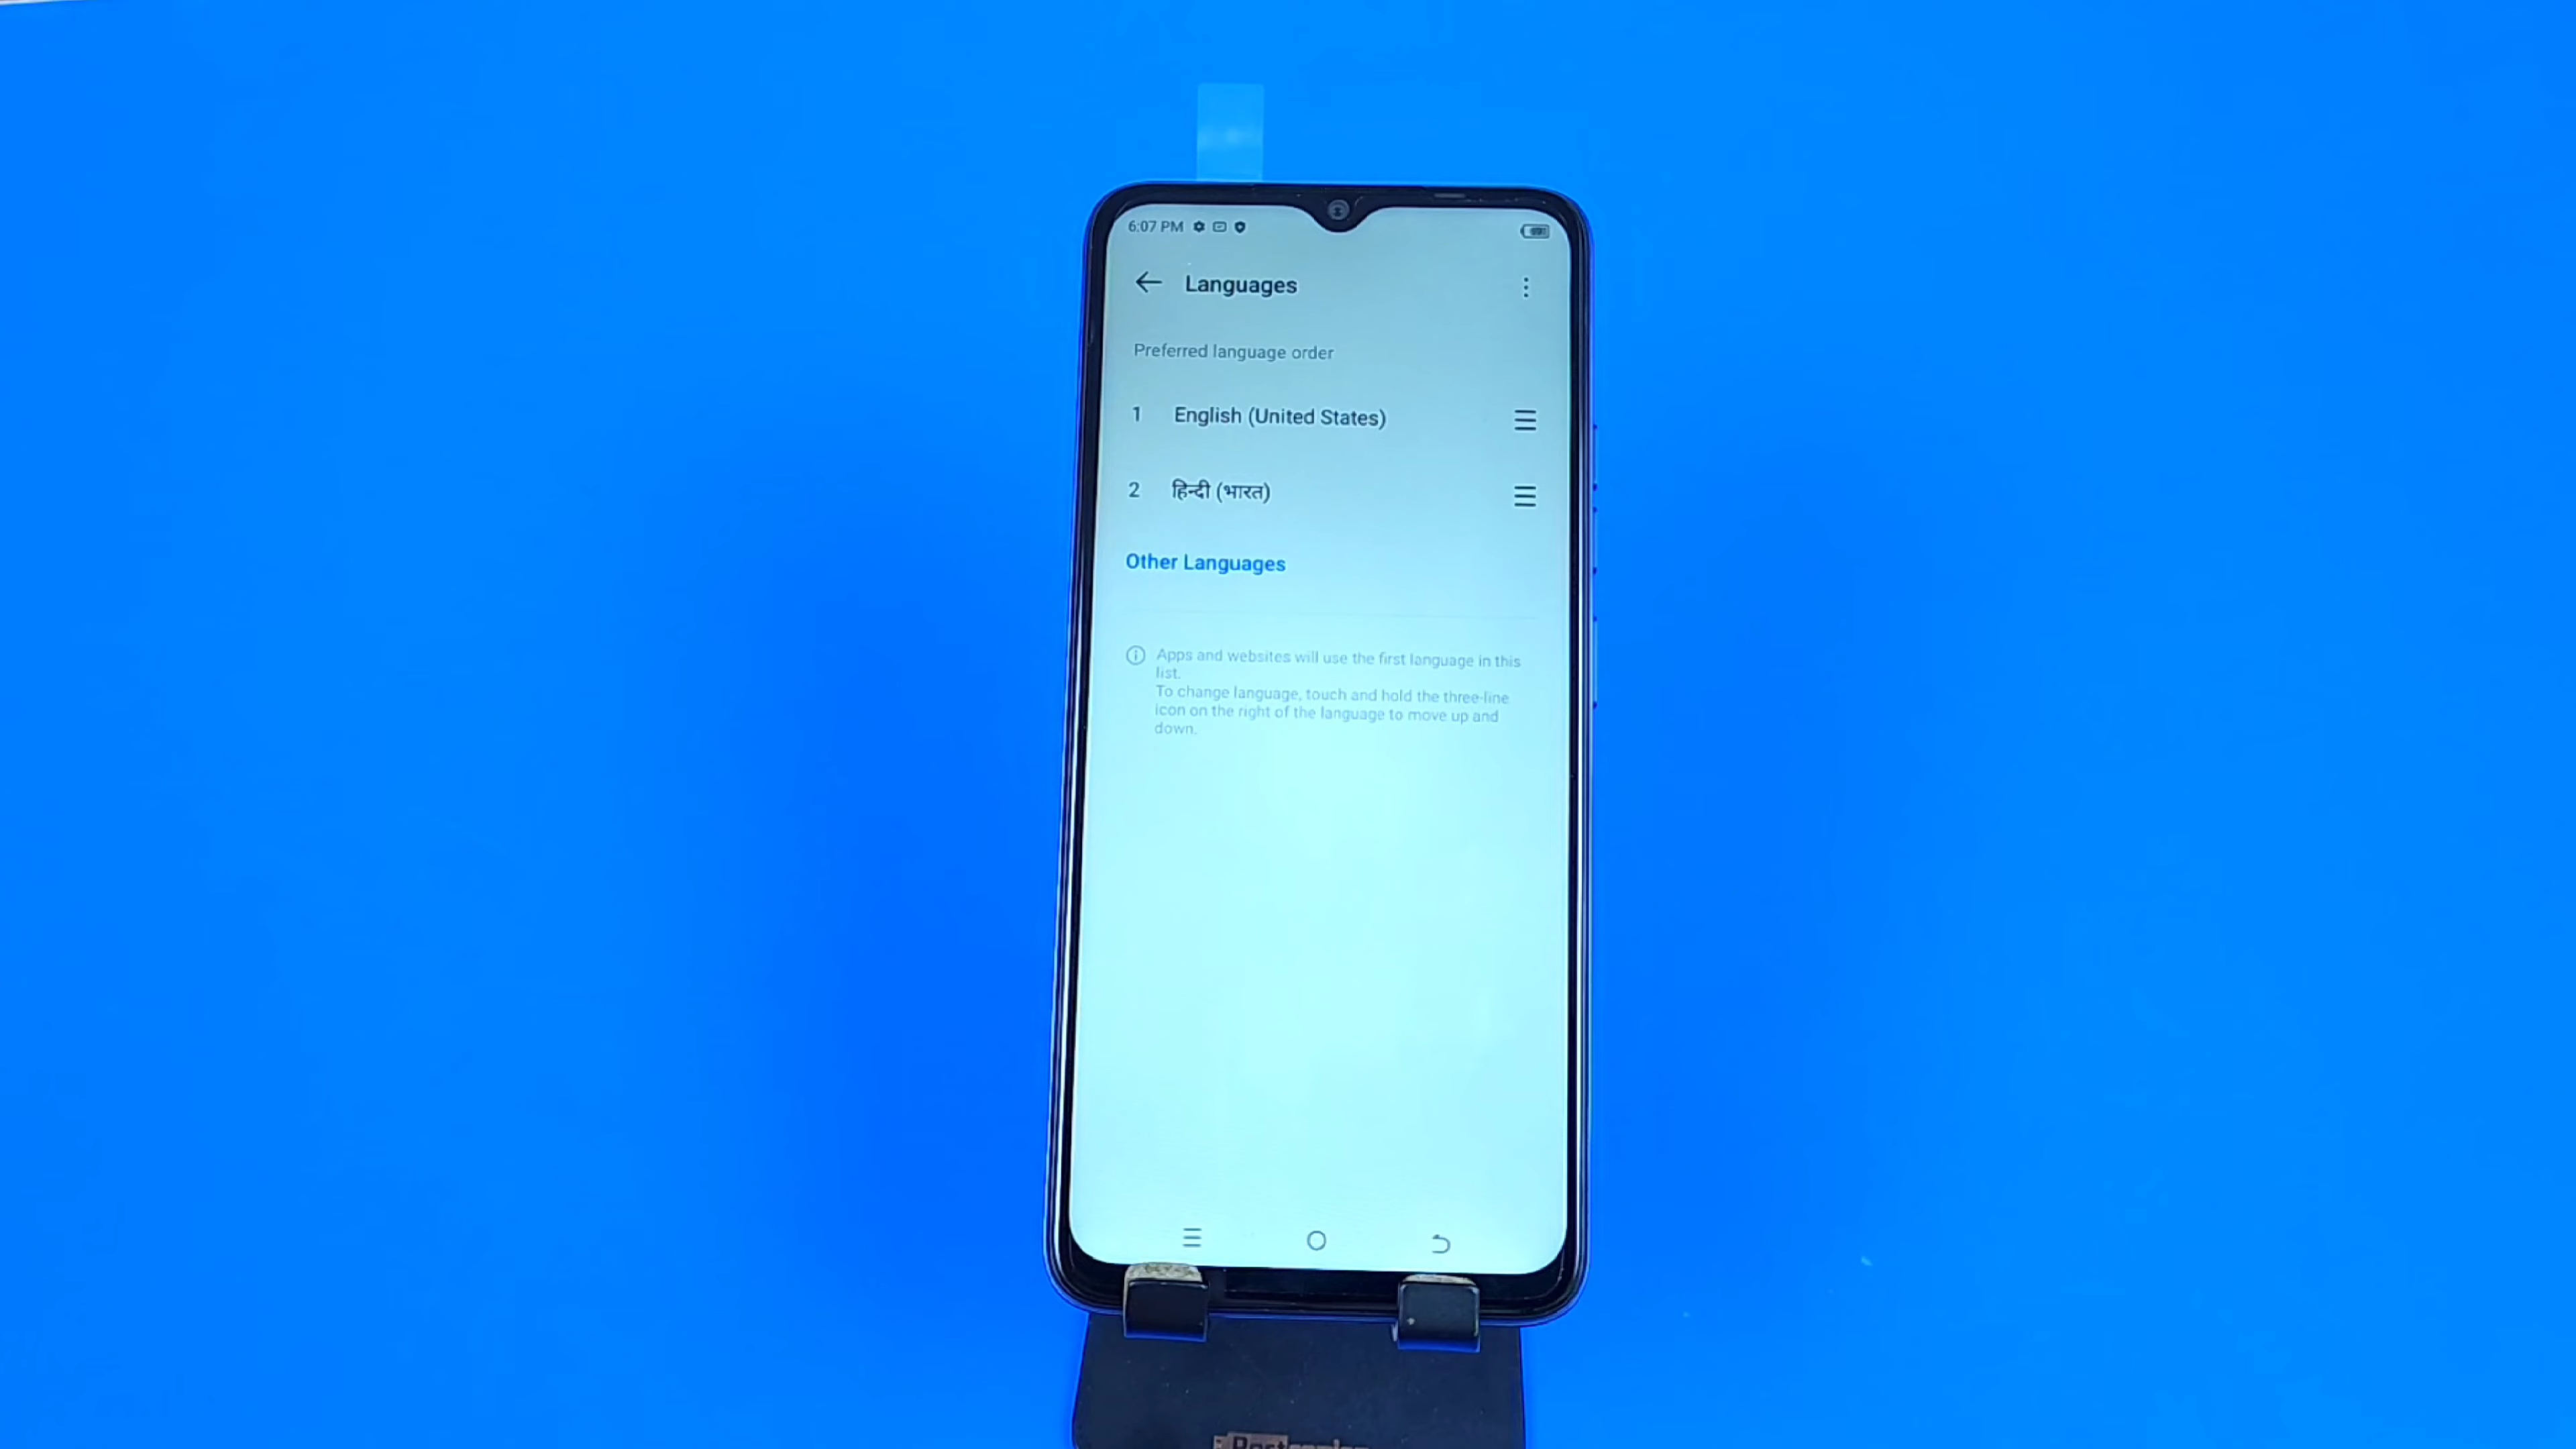 6:07 PM
Languages
Preferred language order
1 English (United States)
2 हिन्दी (भारत)
Other Languages
Apps and websites will use the first language in this
list.
To change language, touch and hold the three-line
icon on the right of the language to move up and
down.